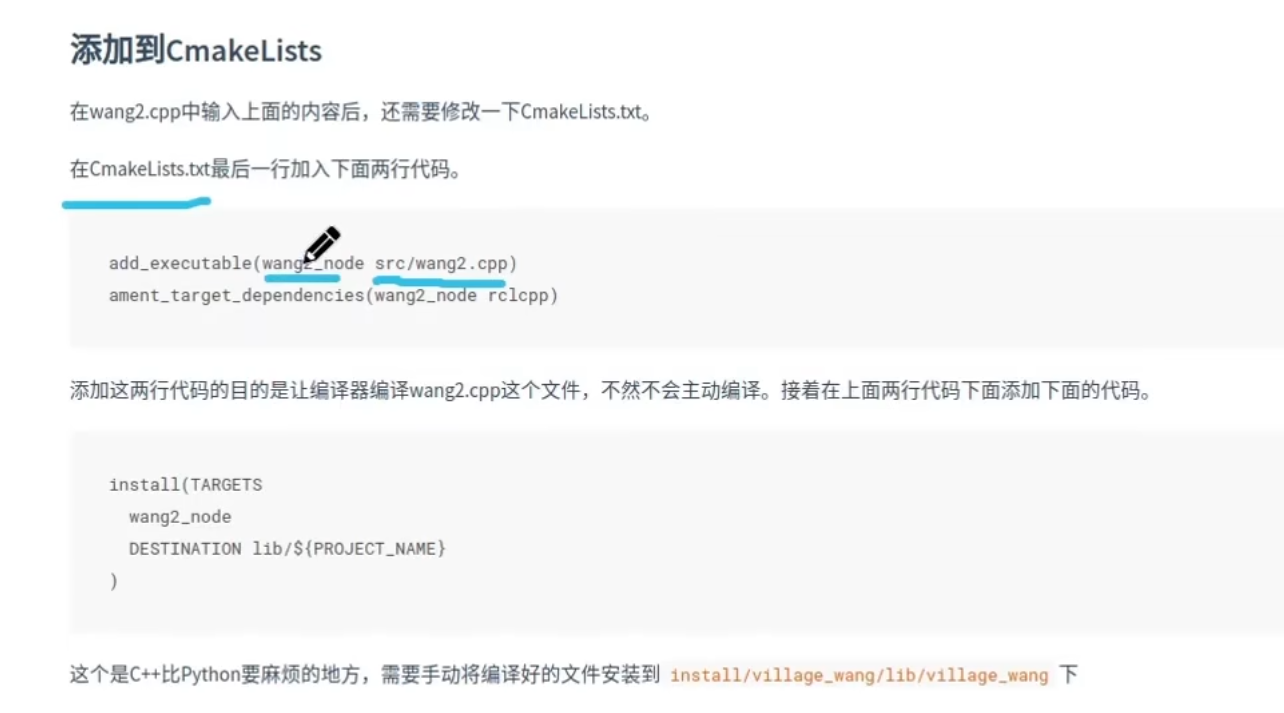 添加到CmakeLists
在wang2.cpp中输入上面的内容后，还需要修改一下CmakeLists.txt。
在CmakeLists.txt最后一行加入下面两行代码。
add_executable(wang2_node src/wang2.cpp)
ament_target_dependencies(wang2_node rclcpp)
添加这两行代码的目的是让编译器编译wang2.cpp这个文件，不然不会主动编译。接着在上面两行代码下面添加下面的代码。
install(TARGETS
  wang2_node
  DESTINATION lib/${PROJECT_NAME}
)
这个是C++比Python要麻烦的地方，需要手动将编译好的文件安装到 install/village_wang/lib/village_wang 下